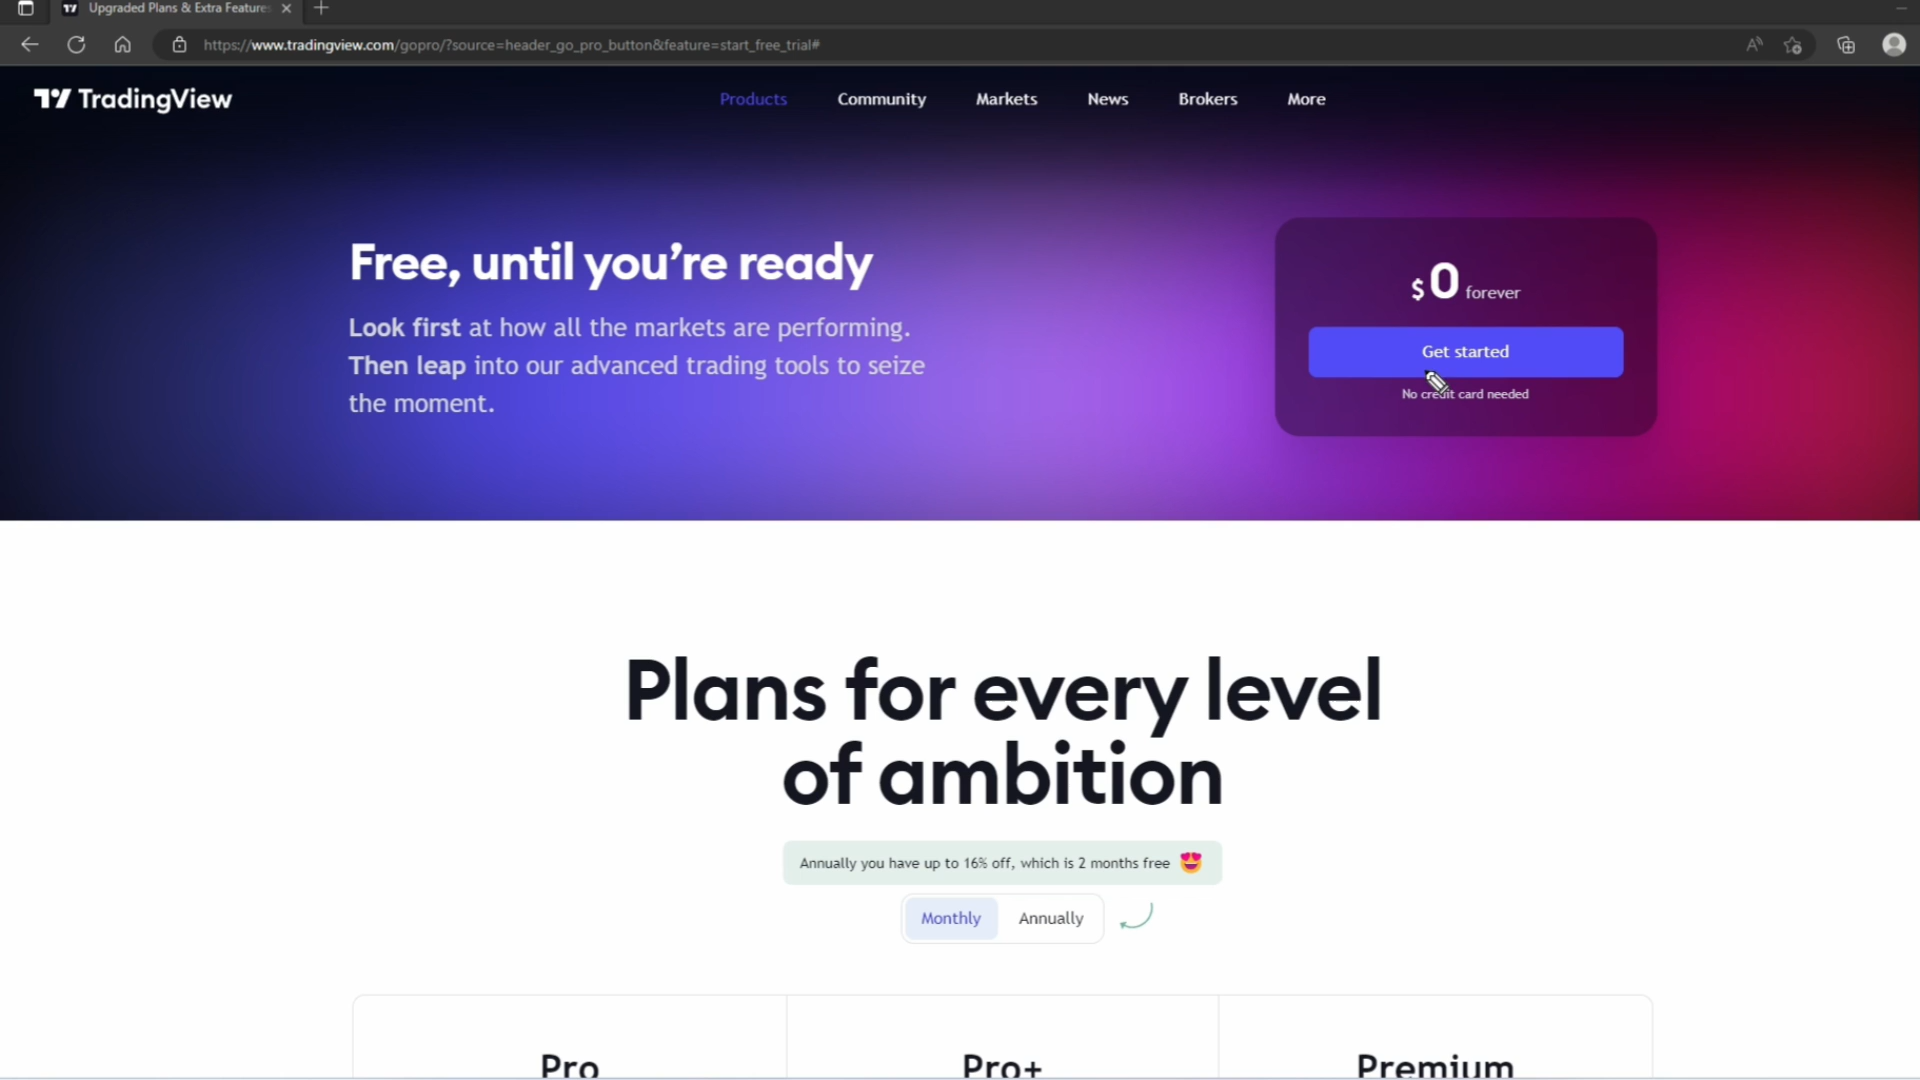 Upgraded Plans & Extra Features
https://www.tradingview.com/gopro/?source=header_go_pro_button&feature=start_free_trial#
TradingView
Products
Community
Markets
News
Brokers
More
Free, until you’re ready
Look first at how all the markets are performing.
Then leap into our advanced trading tools to seize
the moment.
$0 forever
Get started
No credit card needed
Plans for every level
of ambition
Annually you have up to 16% off, which is 2 months free
Monthly
Annually
Pro
Pro+
Premium